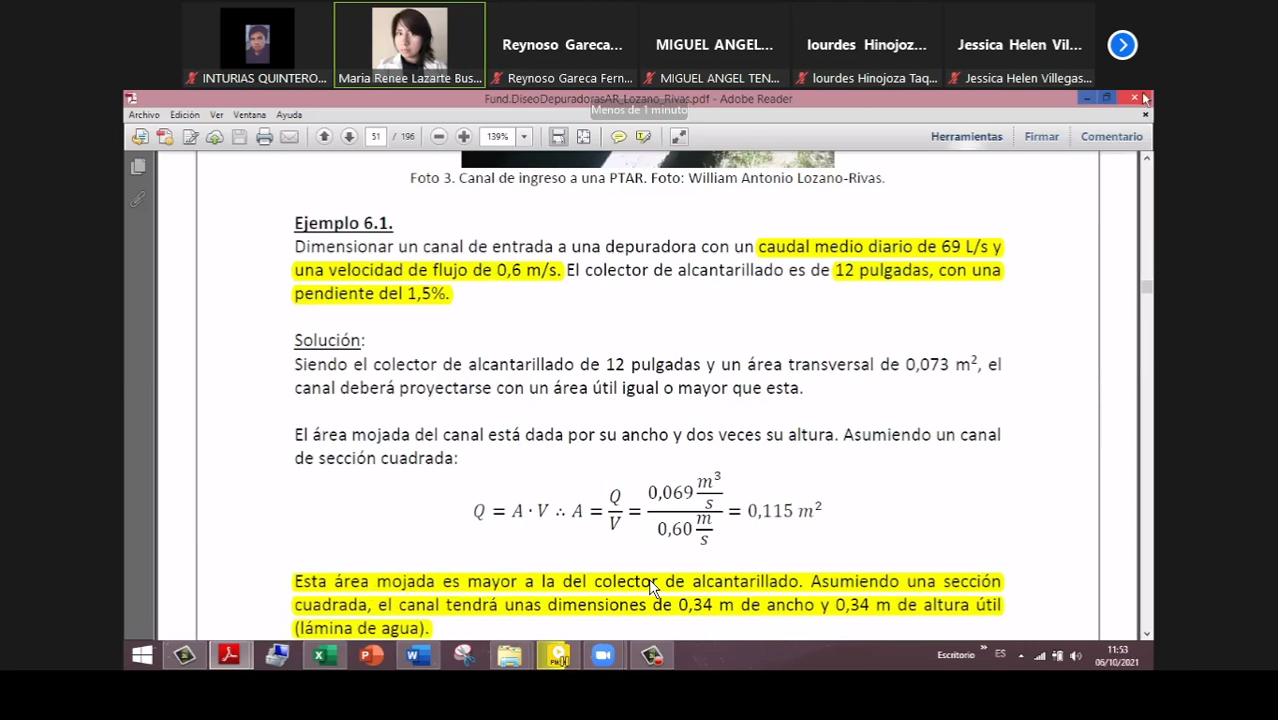 Reynoso Gareca...
MIGUEL ANGEL...
lourdes Hinojoz...
Jessica Helen Vil...
INTURIAS QUINTERO...
Maria Renee Lazarte Bus...
Reynoso Gareca Fern...
MIGUEL ANGEL TEN...
lourdes Hinojoza Taq...
Jessica Helen Villegas...
Fund.DiseoDepuradorasAR_Lozano_Rivas.pdf - Adobe Reader
Menos de 1 minuto
Archivo Edición Ver Ventana Ayuda
51 / 196 139% Herramientas Firmar Comentario
Foto 3. Canal de ingreso a una PTAR. Foto: William Antonio Lozano-Rivas.
Ejemplo 6.1.
Dimensionar un canal de entrada a una depuradora con un caudal medio diario de 69 L/s y
una velocidad de flujo de 0,6 m/s. El colector de alcantarillado es de 12 pulgadas, con una
pendiente del 1,5%.
Solución:
Siendo el colector de alcantarillado de 12 pulgadas y un área transversal de 0,073 m², el
canal deberá proyectarse con un área útil igual o mayor que esta.
El área mojada del canal está dada por su ancho y dos veces su altura. Asumiendo un canal
de sección cuadrada:
Q = A · V ∴ A = Q/V = 0,069 m³/s / 0,60 m/s = 0,115 m²
Esta área mojada es mayor a la del colector de alcantarillado. Asumiendo una sección
cuadrada, el canal tendrá unas dimensiones de 0,34 m de ancho y 0,34 m de altura útil
(lámina de agua).
Escritorio » ES 11:53
06/10/2021